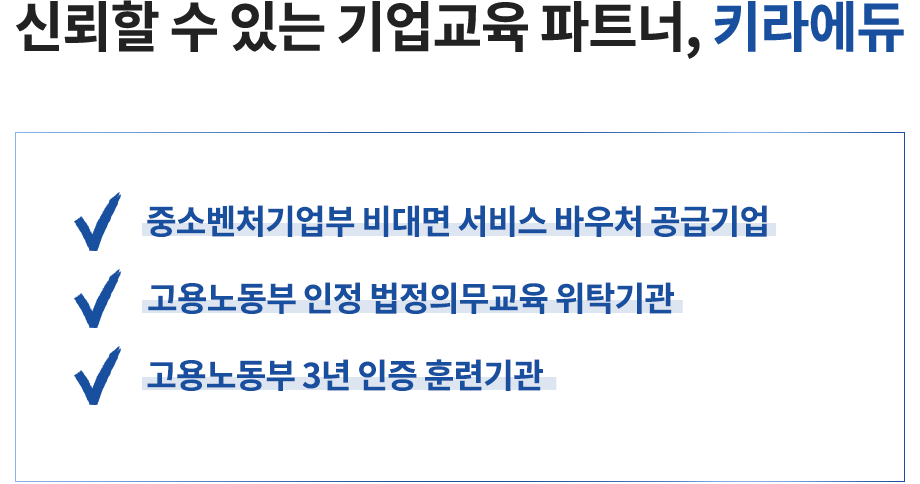 신뢰할 수 있는 기업교육 파트너, 키라에듀
중소벤처기업부 비대면 서비스 바우처 공급기업
고용노동부 인정 법정의무교육 위탁기관
고용노동부 3년 인증 훈련기관